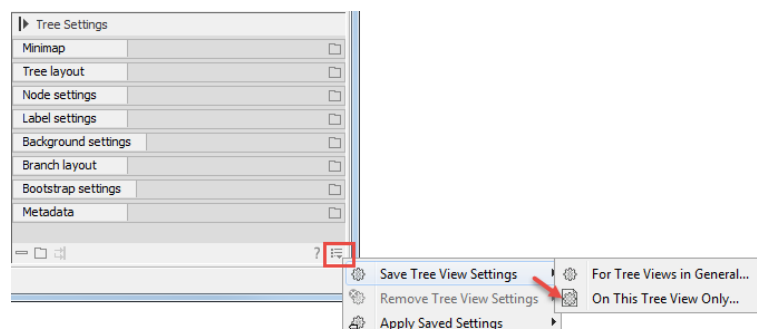 Tree Settings
Minimap
Tree layout
Node settings
Label settings
Background settings
Branch layout
Bootstrap settings
Metadata
?
Save Tree View Settings
For Tree Views in General...
Remove Tree View Settings
On This Tree View Only...
Apply Saved Settings